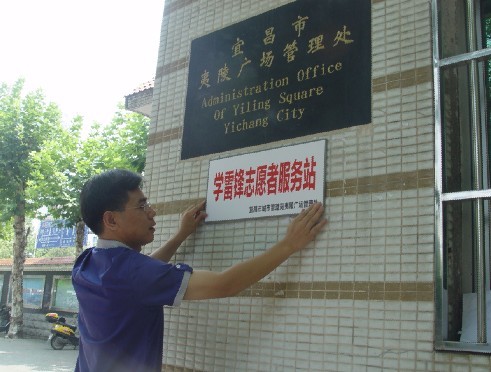 宜昌市
夷陵广场管理处
Administration Office
Of Yiling Square
Yichang City
学雷锋志愿者服务站